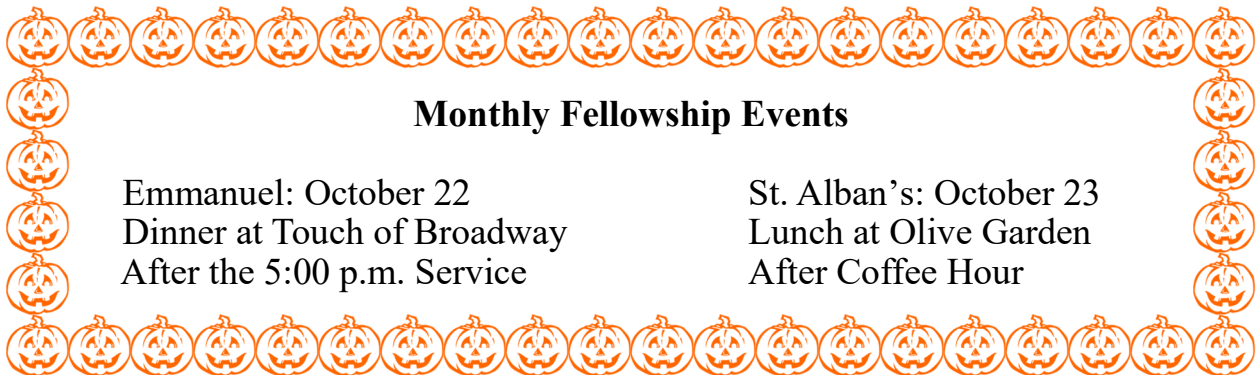 Monthly Fellowship Events
Emmanuel: October 22
Dinner at Touch of Broadway
After the 5:00 p.m. Service
St. Alban’s: October 23
Lunch at Olive Garden
After Coffee Hour